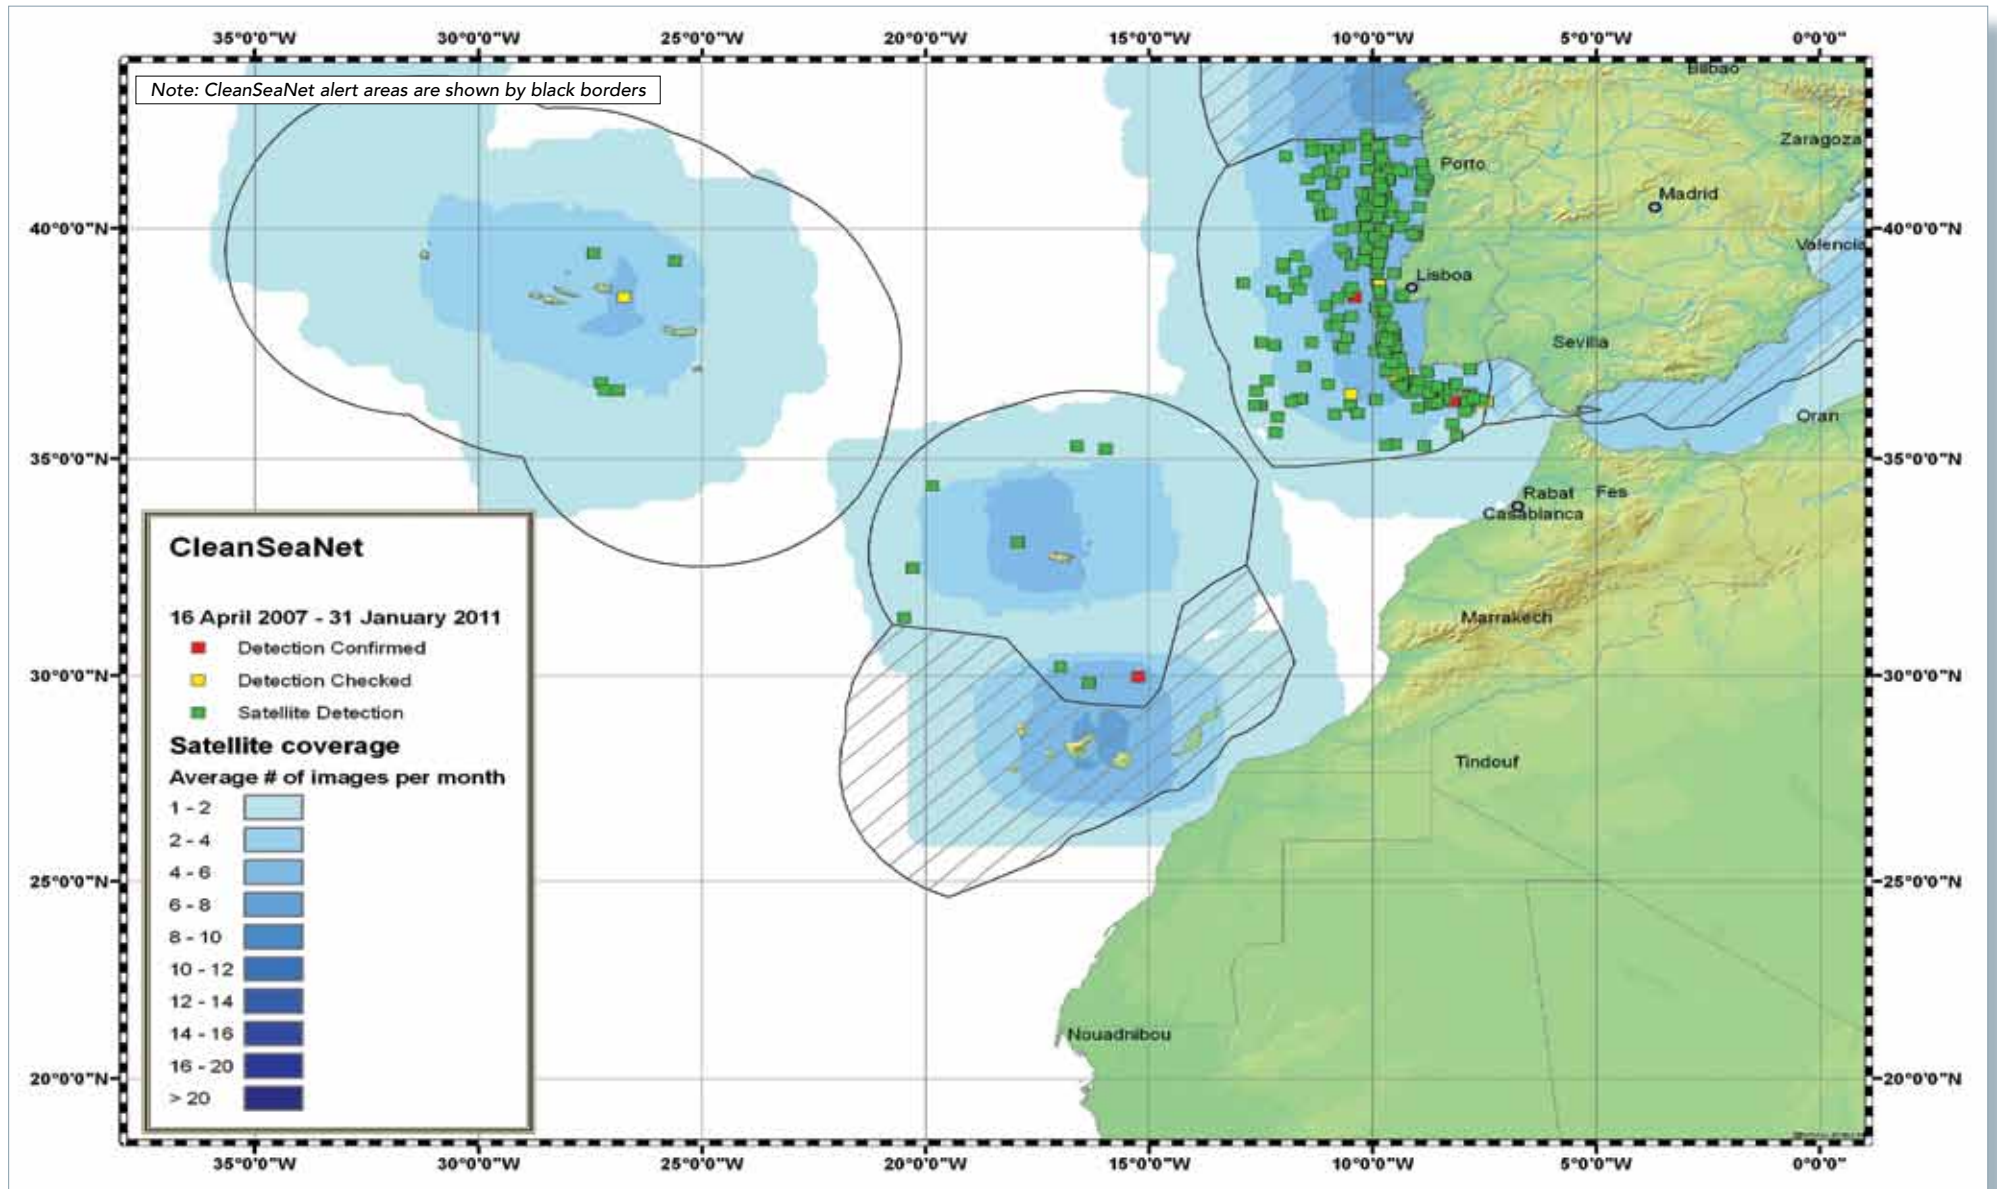 35°0'0"W 30°0'0"W 25°0'0"W 20°0'0"W 15°0'0"W 10°0'0"W 5°0'0"W 0°0'0"
Note: CleanSeaNet alert areas are shown by black borders
Bilbao
Zaragoza
Porto
Madrid
40°0'0"N 40°0'0"N
Valencia
Lisboa
Sevilla
Oran
35°0'0"N 35°0'0"N
Rabat Fes
Casablanca
CleanSeaNet
16 April 2007 - 31 January 2011
Detection Confirmed
Detection Checked
Satellite Detection
Satellite coverage
Average # of images per month
1 - 2
2 - 4
4 - 6
6 - 8
8 - 10
10 - 12
12 - 14
14 - 16
16 - 20
> 20
Marrakech
30°0'0"N 30°0'0"N
Tindouf
25°0'0"N 25°0'0"N
Nouadnibou
20°0'0"N 20°0'0"N
35°0'0"W 30°0'0"W 25°0'0"W 20°0'0"W 15°0'0"W 10°0'0"W 5°0'0"W 0°0'0"